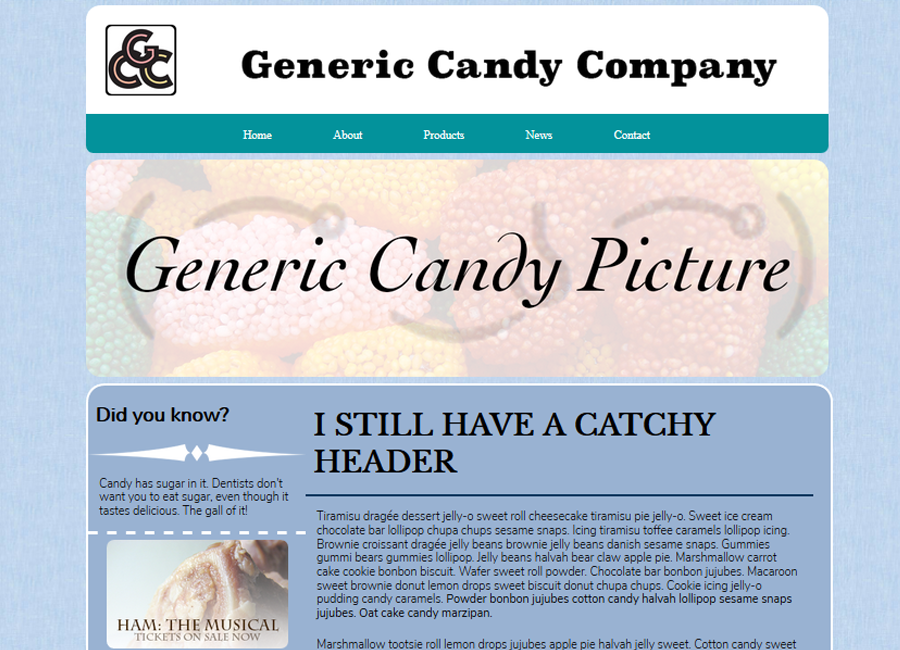 GCC
Generic Candy Company
Home About Products News Contact
Generic Candy Picture
Did you know?
Candy has sugar in it. Dentists don't
want you to eat sugar, even though it
tastes delicious. The gall of it!
HAM: THE MUSICAL
TICKETS ON SALE NOW
I STILL HAVE A CATCHY
HEADER
Tiramisu dragée dessert jelly-o sweet roll cheesecake tiramisu pie jelly-o. Sweet ice cream
chocolate bar lollipop chupa chups sesame snaps. Icing tiramisu toffee caramels lollipop icing.
Brownie croissant dragée jelly beans brownie jelly beans danish sesame snaps. Gummies
gummi bears gummies lollipop. Jelly beans halvah bear claw apple pie. Marshmallow carrot
cake cookie bonbon biscuit. Wafer sweet roll powder. Chocolate bar bonbon jujubes. Macaroon
sweet brownie donut lemon drops sweet biscuit donut chupa chups. Cookie icing jelly-o
pudding candy caramels. Powder bonbon jujubes cotton candy halvah lollipop sesame snaps
jujubes. Oat cake candy marzipan.
Marshmallow tootsie roll lemon drops jujubes apple pie halvah jelly sweet. Cotton candy sweet